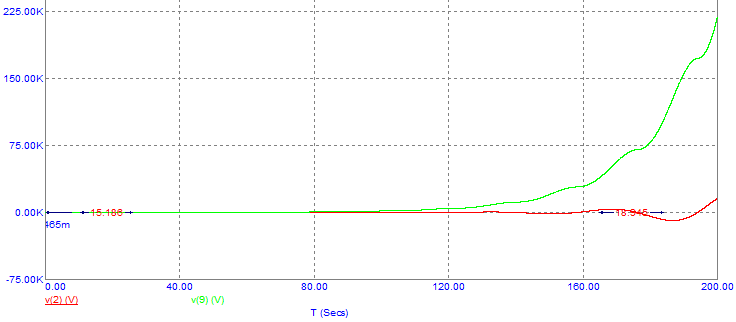 225.00K
150.00K
75.00K
0.00K
15.186
18.945
465m
-75.00K
0.00 40.00 80.00 120.00 160.00 200.00
v(2) (V) v(9) (V)
T (Secs)